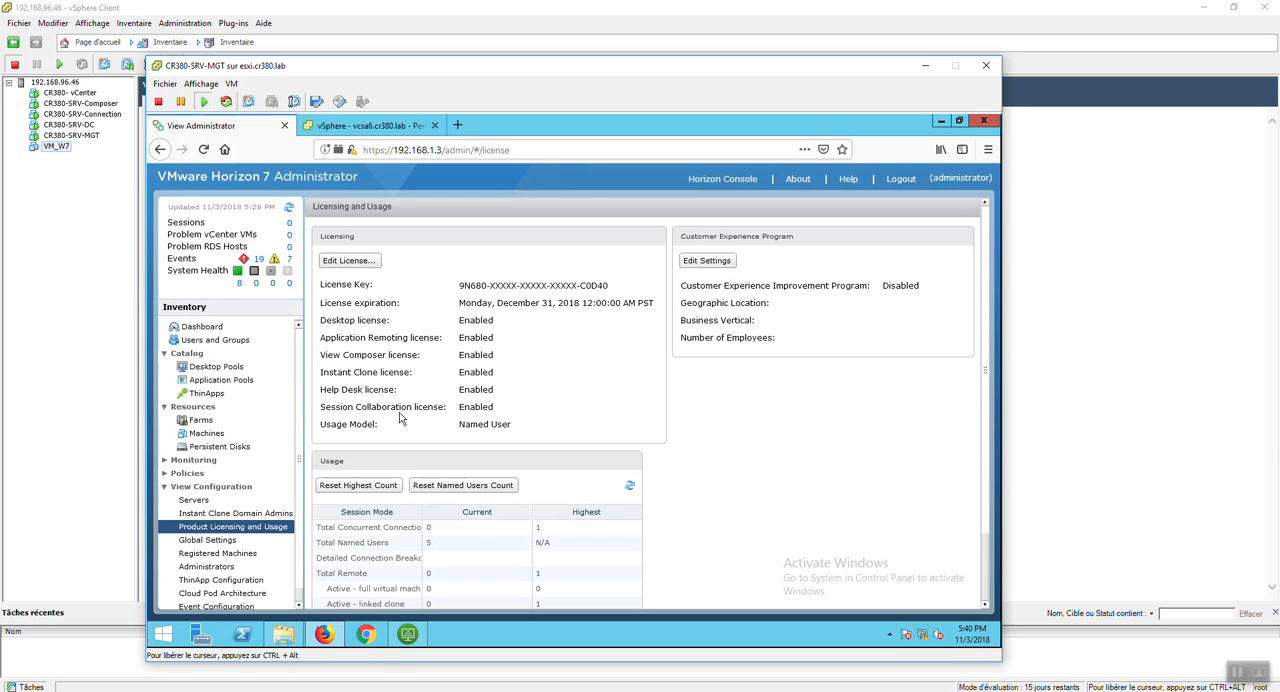 192.168.96.46 - vSphere Client
Fichier Modifier Affichage Inventaire Administration Plug-ins Aide
Page d'accueil Inventaire Inventaire
192.168.96.46
CR380- vCenter
CR380-SRV-Composer
CR380-SRV-Connection
CR380-SRV-DC
CR380-SRV-MGT
VM_W7
CR380-SRV-MGT sur esxi.cr380.lab
Fichier Affichage VM
View Administrator
vSphere - vcsa6.cr380.lab - Per
https://192.168.1.3/admin/#/license
VMware Horizon 7 Administrator
Horizon Console | About | Help | Logout (administrator)
Updated 11/3/2018 5:28 PM
Sessions 0
Problem vCenter VMs 0
Problem RDS Hosts 0
Events 19 7
System Health
8 0 0 0
Inventory
Dashboard
Users and Groups
Catalog
Desktop Pools
Application Pools
ThinApps
Resources
Farms
Machines
Persistent Disks
Monitoring
Policies
View Configuration
Servers
Instant Clone Domain Admins
Product Licensing and Usage
Global Settings
Registered Machines
Administrators
ThinApp Configuration
Cloud Pod Architecture
Event Configuration
Licensing and Usage
Licensing
Edit License...
License Key: 9N680-XXXXX-XXXXX-XXXXX-C0D40
License expiration: Monday, December 31, 2018 12:00:00 AM PST
Desktop license: Enabled
Application Remoting license: Enabled
View Composer license: Enabled
Instant Clone license: Enabled
Help Desk license: Enabled
Session Collaboration license: Enabled
Usage Model: Named User
Customer Experience Program
Edit Settings
Customer Experience Improvement Program: Disabled
Geographic Location:
Business Vertical:
Number of Employees:
Usage
Reset Highest Count Reset Named Users Count
Session Mode Current Highest
Total Concurrent Connectio 0 1
Total Named Users 5 N/A
Detailed Connection Breakc
Total Remote 0 1
Active - full virtual mach 0 0
Active - linked clone 0 1
Activate Windows
Go to System in Control Panel to activate
Windows.
5:40 PM
11/3/2018
Pour libérer le curseur, appuyez sur CTRL + Alt
Tâches récentes
Nom, Cible ou Statut contient : Effacer
Nom
Tâches
Mode d'évaluation : 15 jours restants Pour libérer le curseur, appuyez sur CTRL+ALT root